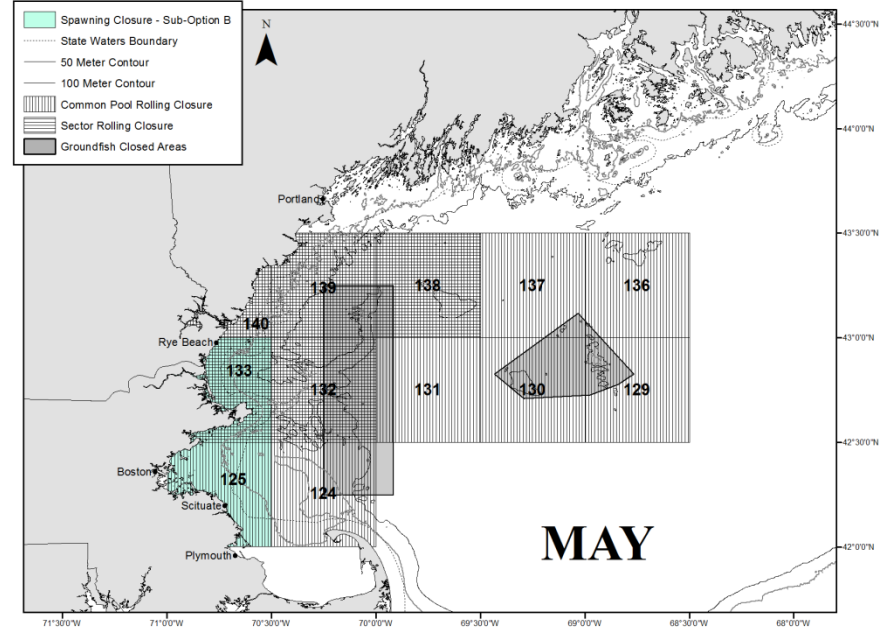 Spawning Closure - Sub-Option B
State Waters Boundary
50 Meter Contour
100 Meter Contour
Common Pool Rolling Closure
Sector Rolling Closure
Groundfish Closed Areas
N
44°30'0"N
44°0'0"N
Portland
43°30'0"N
139
138
137
136
140
Rye Beach
43°0'0"N
133
132
131
130
129
42°30'0"N
Boston
125
124
Scituate
MAY
Plymouth
42°0'0"N
71°30'0"W
71°0'0"W
70°30'0"W
70°0'0"W
69°30'0"W
69°0'0"W
68°30'0"W
68°0'0"W